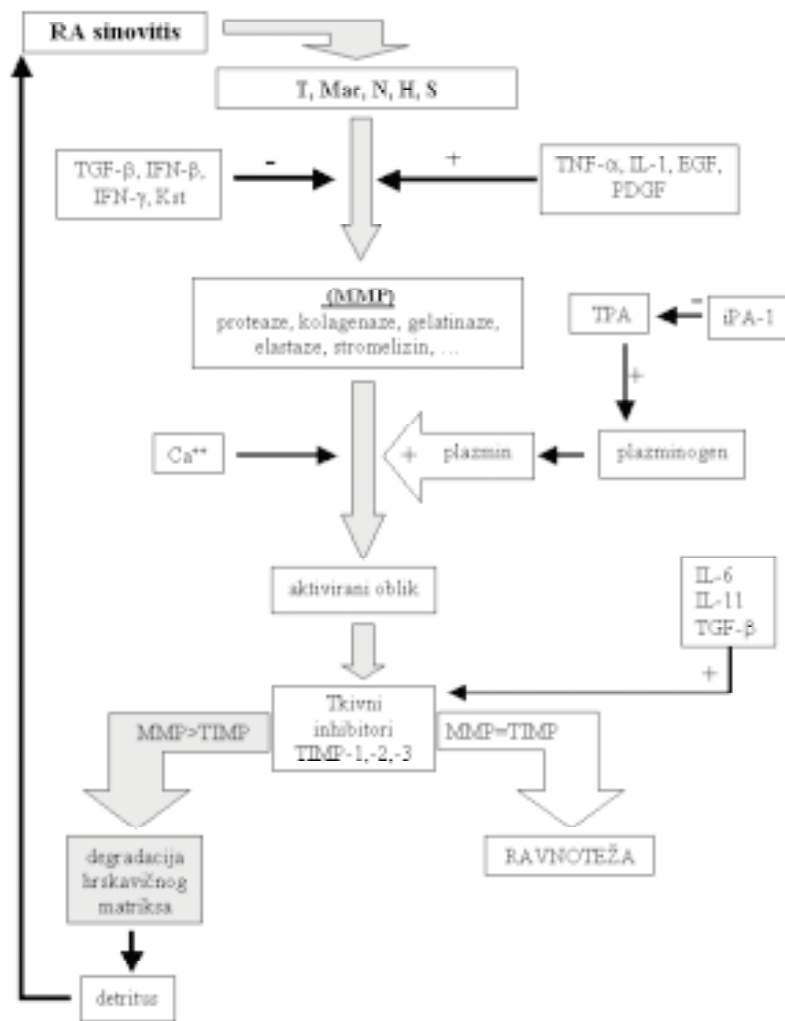 RA sinovitis
T, Mac, N, H, S
TGF-β, IFN-β,
IFN-γ, Kst
-
+
TNF-α, IL-1, EGF,
PDGF
(MMP)
proteaze, kolagenaze, gelatinaze,
elastaze, stromelizin, ...
TPA
-
iPA-1
+
Ca++
+
plazmin
plazminogen
aktivirani oblik
IL-6
IL-11
TGF-β
+
Tkivni
inhibitori
TIMP-1,-2,-3
MMP>TIMP
MMP=TIMP
degradacija
hrskavičnog
matriksa
RAVNOTEŽA
detritus